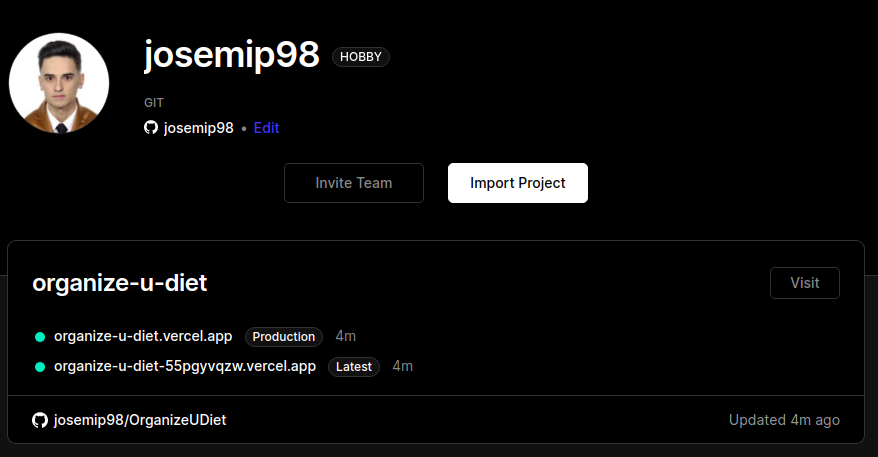 josemip98 HOBBY
GIT
josemip98 • Edit
Invite Team Import Project
organize-u-diet Visit
organize-u-diet.vercel.app Production 4m
organize-u-diet-55pgyvqzw.vercel.app Latest 4m
josemip98/OrganizeUDiet Updated 4m ago